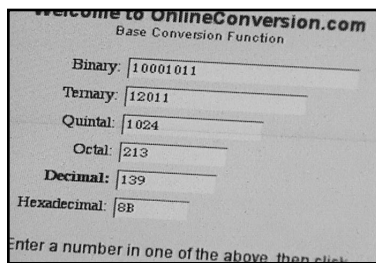 Welcome to OnlineConversion.com
Base Conversion Function
Binary: 10001011
Ternary: 12011
Quintal: 1024
Octal: 213
Decimal: 139
Hexadecimal: 8B
Enter a number in one of the above, then click